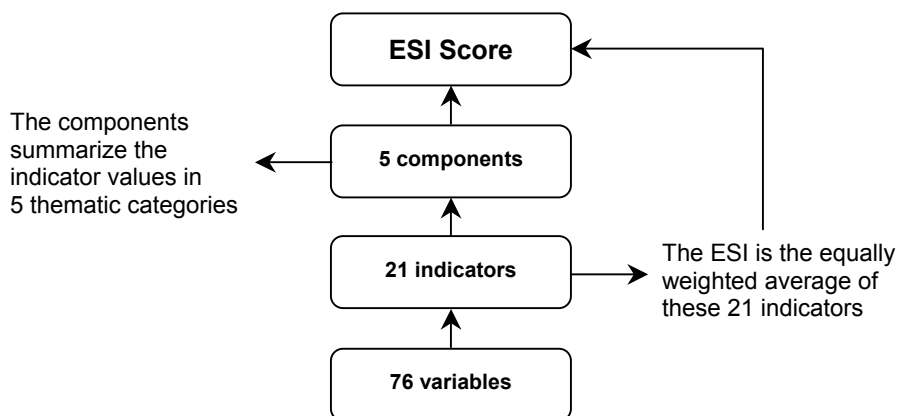 ESI Score
The components
summarize the
indicator values in
5 thematic categories
5 components
21 indicators
The ESI is the equally
weighted average of
these 21 indicators
76 variables